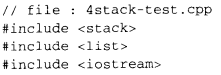 // file : 4stack-test.cpp
#include <stack>
#include <list>
#include <iostream>